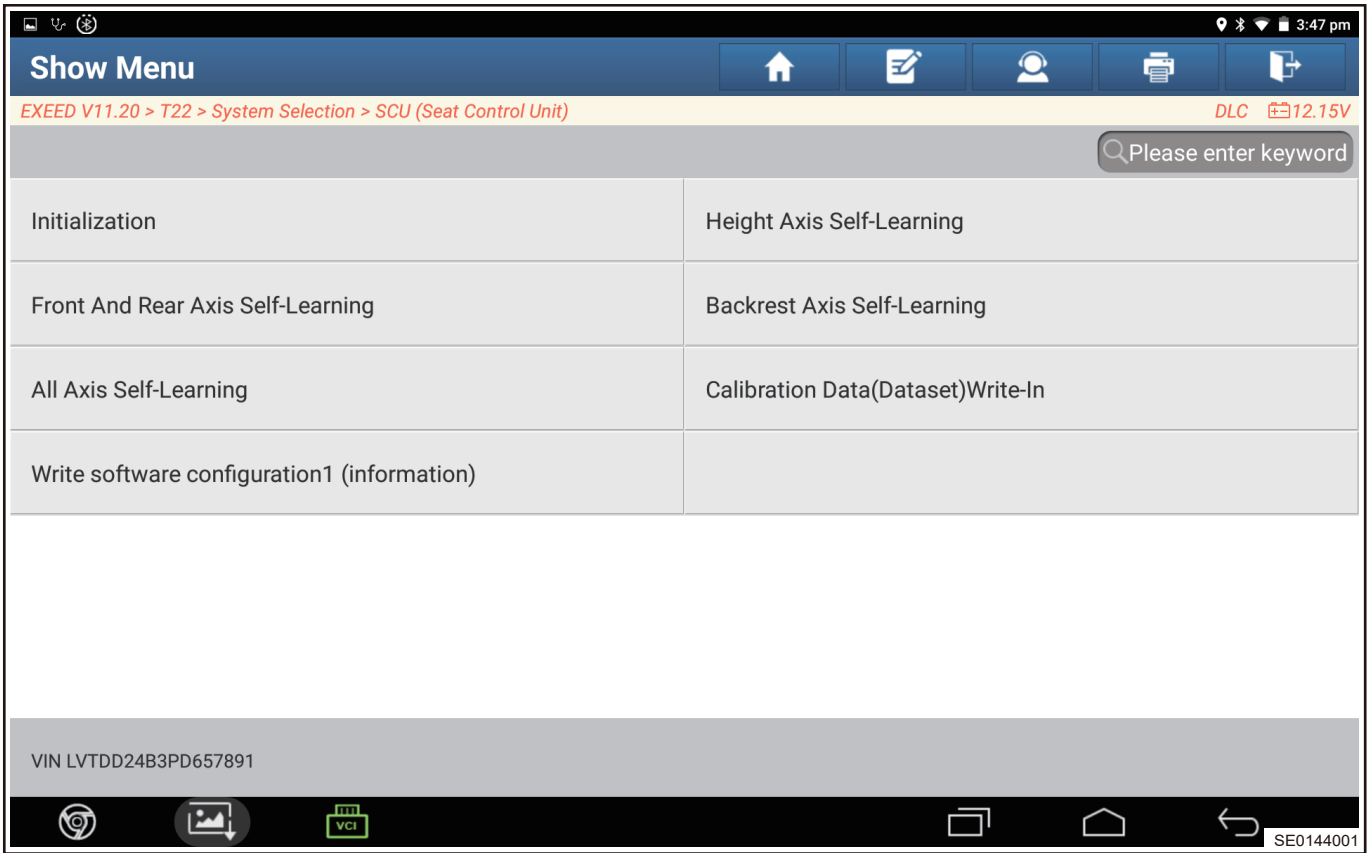 3:47 pm
Show Menu
EXEED V11.20 > T22 > System Selection > SCU (Seat Control Unit)
DLC 12.15V
Please enter keyword
Initialization
Height Axis Self-Learning
Front And Rear Axis Self-Learning
Backrest Axis Self-Learning
All Axis Self-Learning
Calibration Data(Dataset)Write-In
Write software configuration1 (information)
VIN LVTDD24B3PD657891
VCI
SE0144001